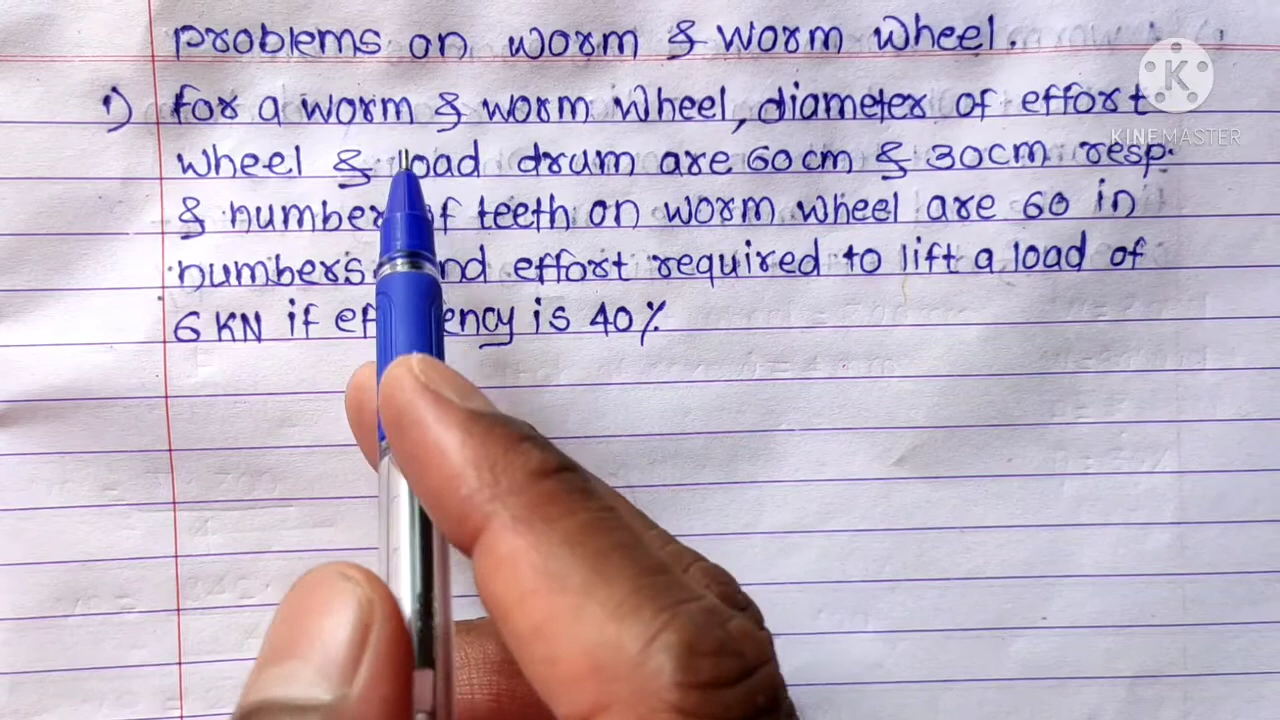 problems on worm & worm wheel.
1) for a worm & worm wheel, diameter of effort
wheel & load drum are 60cm & 30cm resp.
& number of teeth on worm wheel are 60 in
numbers. effort required to lift a load of
6 KN if is 40%
K
KINEMASTER